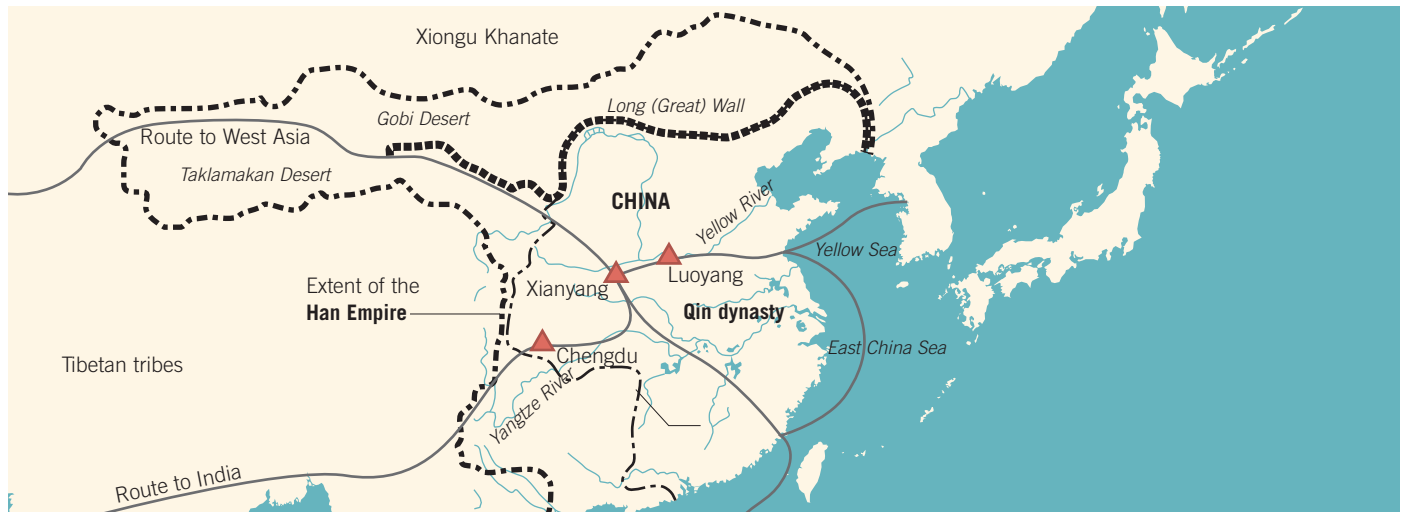 Xiongu Khanate
Long (Great) Wall
Gobi Desert
Route to West Asia
Taklamakan Desert
CHINA
Yellow River
Yellow Sea
Luoyang
Xianyang
Extent of the
Han Empire
Qin dynasty
East China Sea
Chengdu
Tibetan tribes
Yangtze River
Route to India